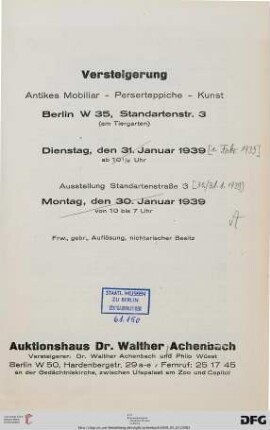 Versteigerung
Antikes Mobiliar - Perserteppiche - Kunst
Berlin W 35, Standartenstr. 3
(am Tiergarten)
Dienstag, den 31. Januar 1939
ab 10½ Uhr
Ausstellung Standartenstraße 3
Montag, den 30. Januar 1939
von 10 bis 7 Uhr
Frw., gebr., Auflösung, nichtarischer Besitz
STAATL. MUSEEN
ZU BERLIN
61.190
Auktionshaus Dr. Walther Achenbach
Versteigerer: Dr. Walther Achenbach und Philo Wüest
Berlin W 50, Hardenbergstr. 29 a-e / Fernruf: 25 17 45
an der Gedächtniskirche, zwischen Ufapalast am Zoo und Capitol
DFG